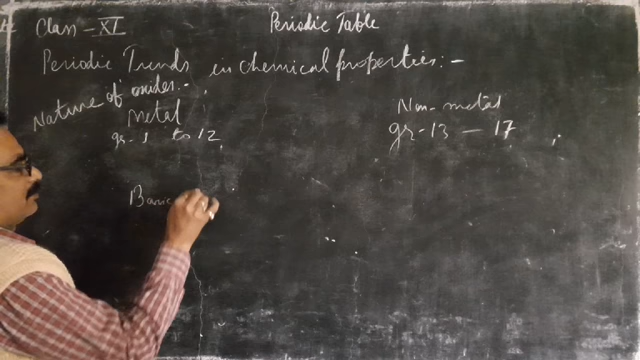 Class - XI
Periodic Table
Periodic Trends in chemical properties: -
Nature of oxides: -
metal
gr - 1 to 12
Non-metal
gr - 13 — 17
Basic